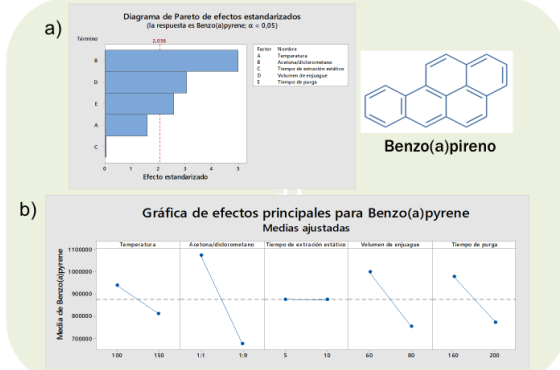 a)
Diagrama de Pareto de efectos estandarizados
(la respuesta es Benzo(a)pyrene; α = 0,05)
Término
2.036
Factor Nombre
A Temperatura
B Acetona/diclorometano
C Tiempo de extracción estático
D Volumen de enjuague
E Tiempo de purga
B
D
E
A
C
0 1 2 3 4 5
Efecto estandarizado
Benzo(a)pireno
b)
Gráfica de efectos principales para Benzo(a)pyrene
Medias ajustadas
Temperatura Acetona/diclorometano Tiempo de extración estático Volumen de enjuague Tiempo de purga
Media de Benzo(a)pyrene
1100000
1000000
900000
800000
700000
100 150 1:1 1:9 5 10 60 80 160 200